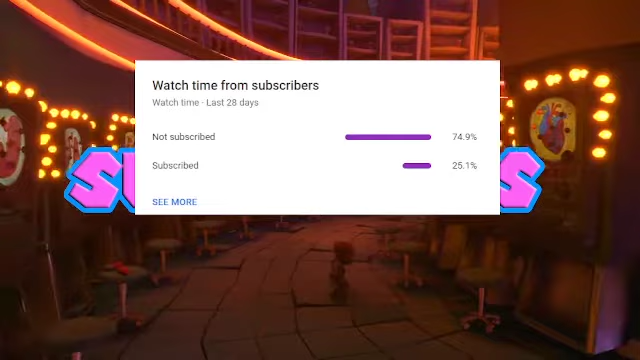 Watch time from subscribers
Watch time · Last 28 days
Not subscribed 74.9%
Subscribed 25.1%
SEE MORE